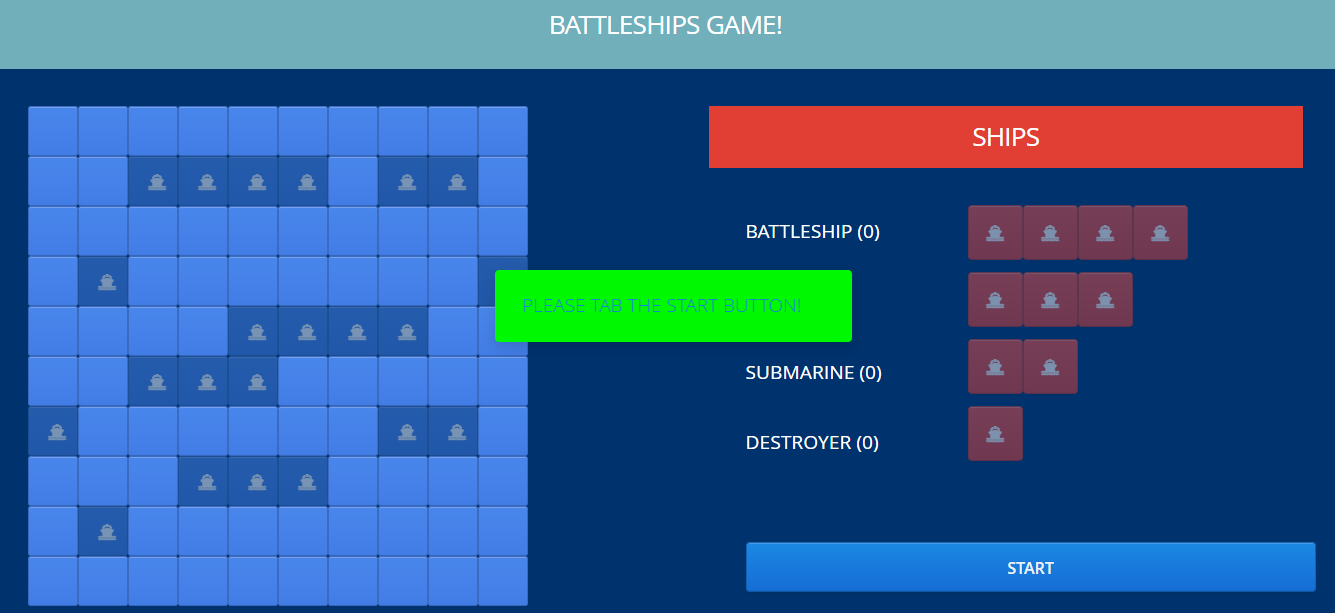 BATTLESHIPS GAME!
SHIPS
BATTLESHIP (0)
PLEASE TAB THE START BUTTON!
SUBMARINE (0)
DESTROYER (0)
START